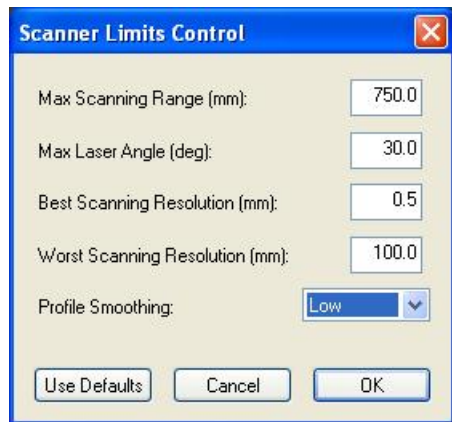 Scanner Limits Control
Max Scanning Range (mm): 750.0
Max Laser Angle (deg): 30.0
Best Scanning Resolution (mm): 0.5
Worst Scanning Resolution (mm): 100.0
Profile Smoothing: Low
Use Defaults Cancel OK